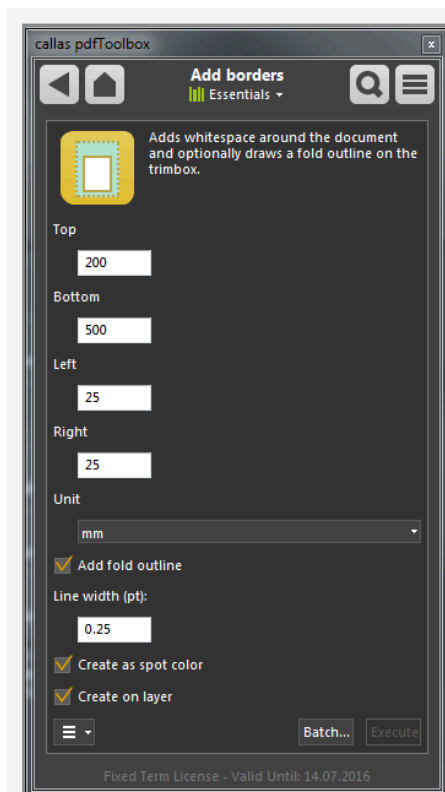 callas pdfToolbox
x
Add borders
Essentials
Adds whitespace around the document
and optionally draws a fold outline on the
trimbox.
Top
200
Bottom
500
Left
25
Right
25
Unit
mm
Add fold outline
Line width (pt):
0.25
Create as spot color
Create on layer
Batch... Execute
Fixed Term License - Valid Until: 14.07.2016